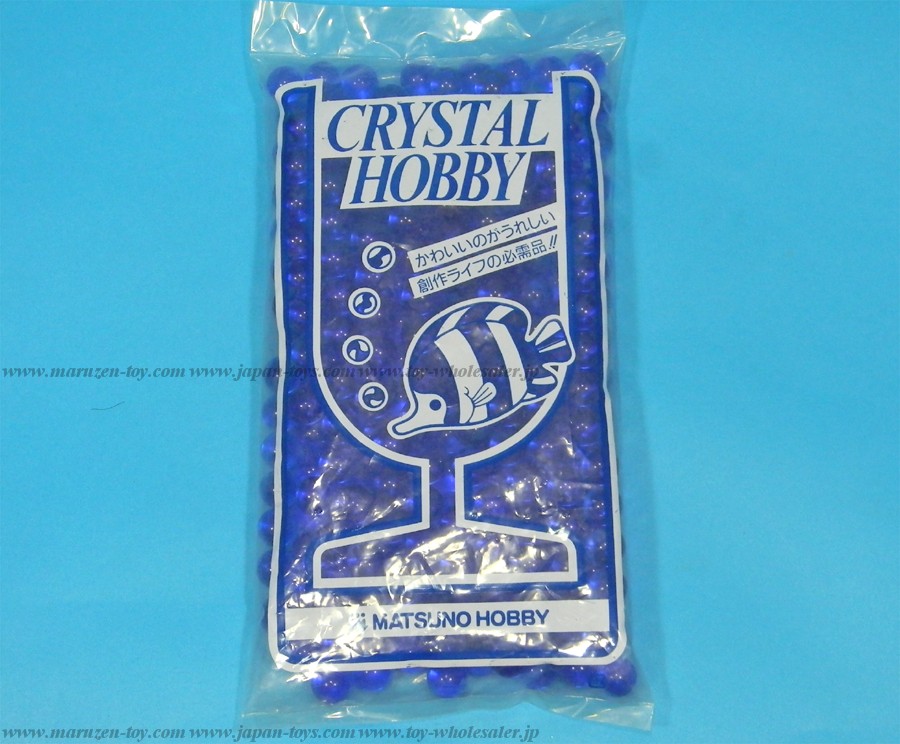 CRYSTAL
HOBBY
かわいいのがうれしい
創作ライフの必需品!!
www.maruzen-toy.com www.japan-toys.com www.toy-wholesaler.jp
MATSUNO HOBBY
www.maruzen-toy.com www.japan-toys.com www.toy-wholesaler.jp